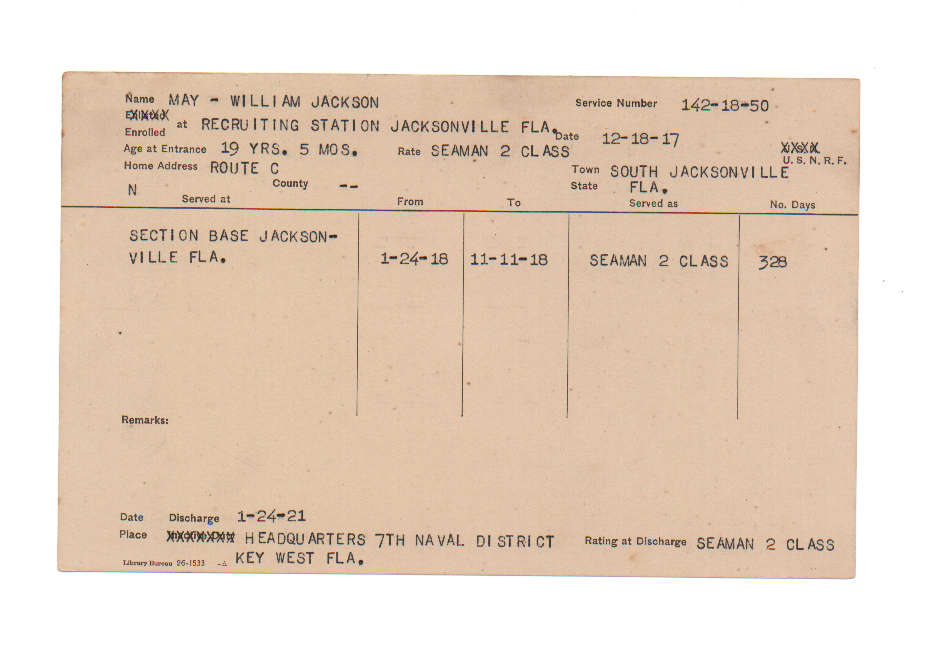 Name MAY - WILLIAM JACKSON Service Number 142-18-50
Enlisted
Enrolled at RECRUITING STATION JACKSONVILLE FLA. Date 12-18-17
Age at Entrance 19 YRS. 5 MOS. Rate SEAMAN 2 CLASS U.S.N.R.F.
Home Address ROUTE C Town SOUTH JACKSONVILLE
N County -- State FLA.
Served at From To Served as No. Days
SECTION BASE JACKSON-
VILLE FLA. 1-24-18 11-11-18 SEAMAN 2 CLASS 328
Remarks:
Date Discharge 1-24-21
Place HEADQUARTERS 7TH NAVAL DISTRICT Rating at Discharge SEAMAN 2 CLASS
KEY WEST FLA.
Library Bureau 26-1533